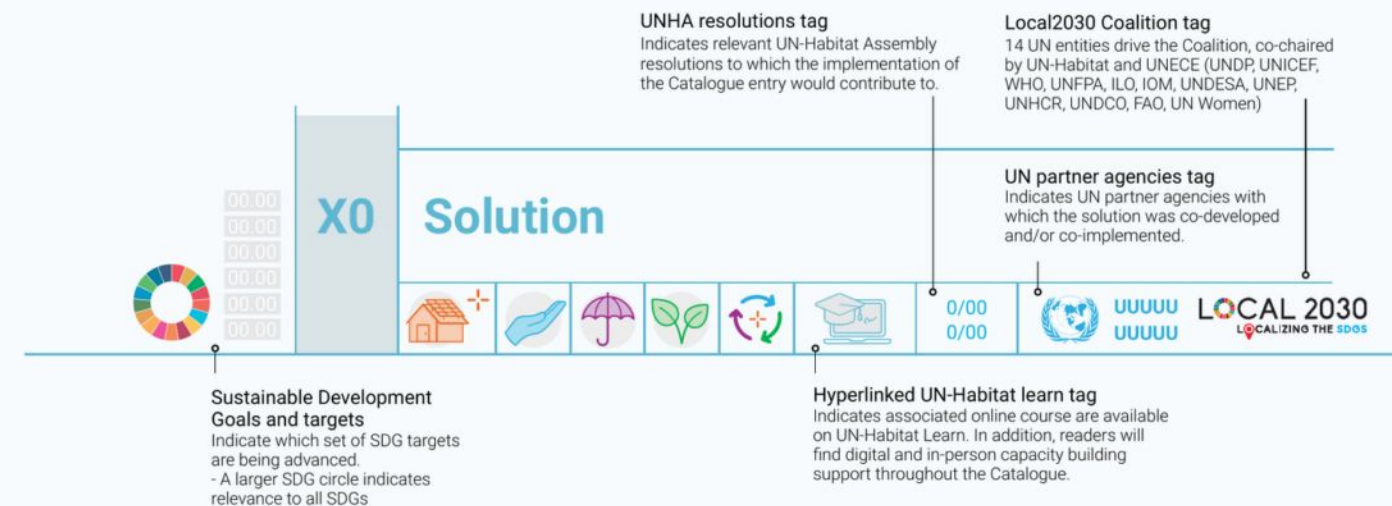 UNHA resolutions tag
Indicates relevant UN-Habitat Assembly
resolutions to which the implementation of
the Catalogue entry would contribute to.
Local2030 Coalition tag
14 UN entities drive the Coalition, co-chaired
by UN-Habitat and UNECE (UNDP, UNICEF,
WHO, UNFPA, ILO, IOM, UNDESA, UNEP,
UNHCR, UNDCO, FAO, UN Women)
UN partner agencies tag
Indicates UN partner agencies with
which the solution was co-developed
and/or co-implemented.
00.00
00.00
00.00
00.00
00.00
00.00
X0
Solution
0/00
0/00
UUUUU
UUUUU
LOCAL 2030
LOCALIZING THE SDGS
Sustainable Development
Goals and targets
Indicate which set of SDG targets
are being advanced.
- A larger SDG circle indicates
relevance to all SDGs
Hyperlinked UN-Habitat learn tag
Indicates associated online course are available
on UN-Habitat Learn. In addition, readers will
find digital and in-person capacity building
support throughout the Catalogue.